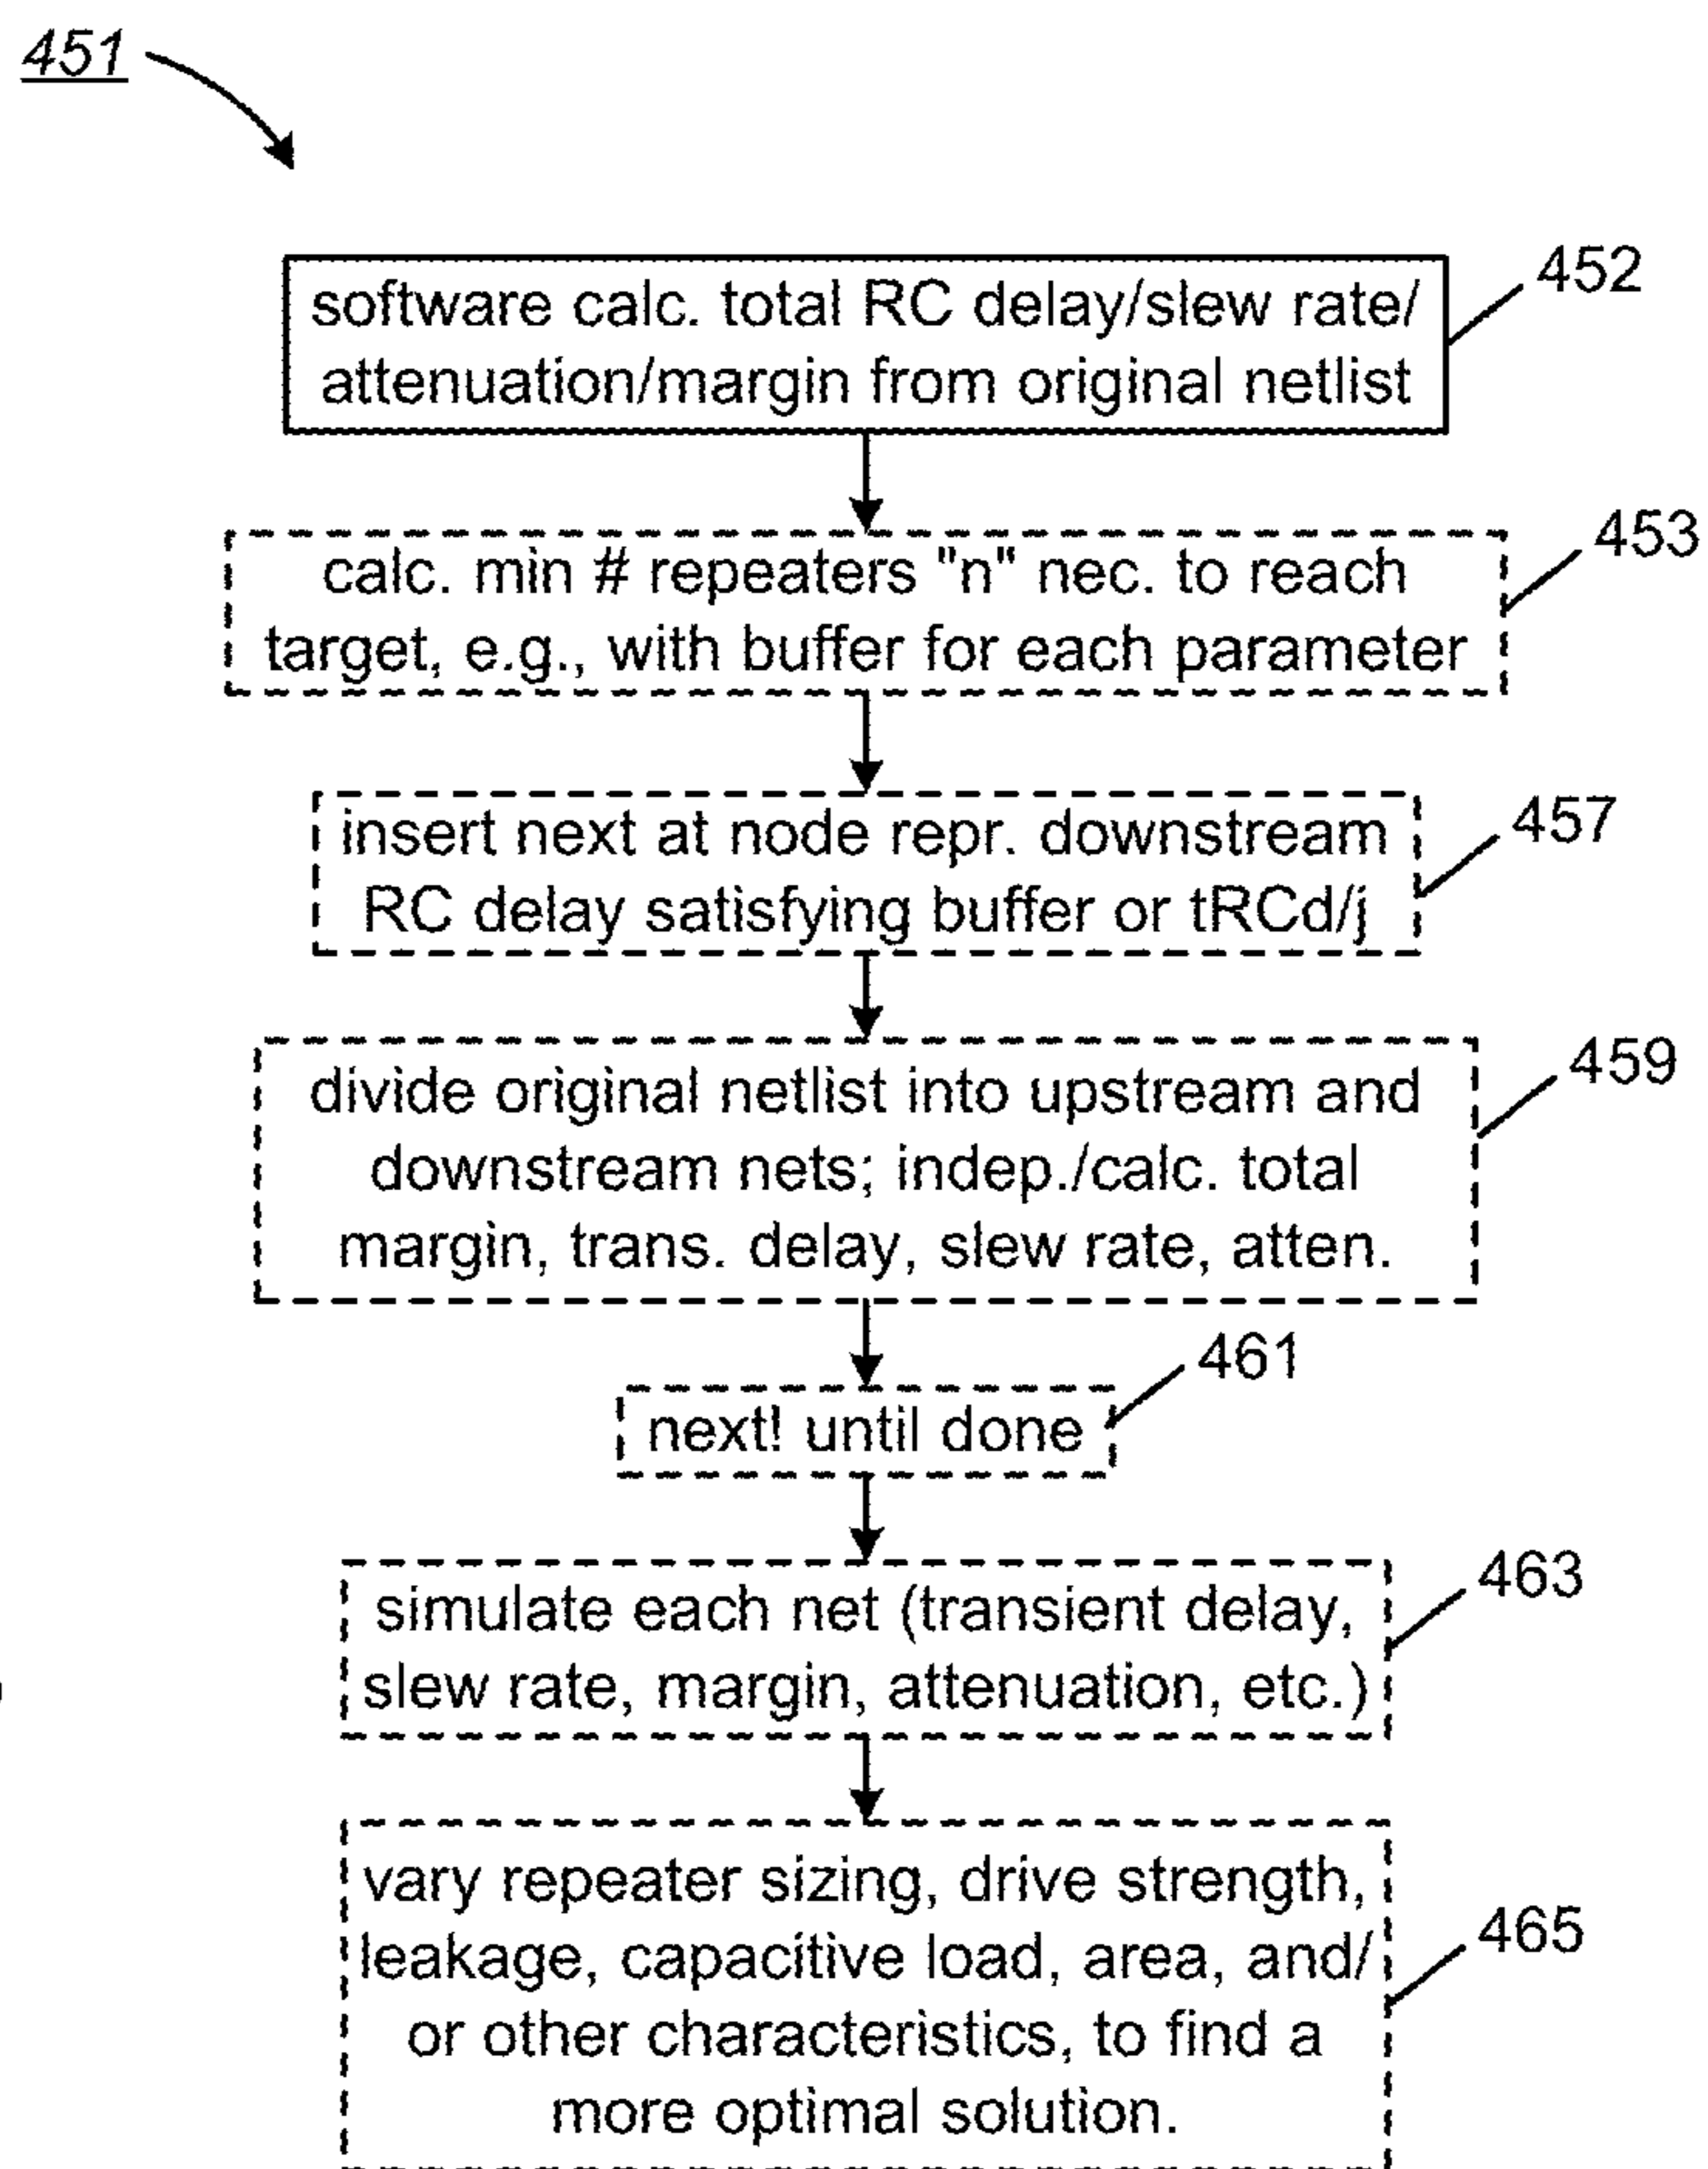 451
452
software calc. total RC delay/slew rate/
attenuation/margin from original netlist
453
calc. min # repeaters "n" nec. to reach
target, e.g., with buffer for each parameter
457
insert next at node repr. downstream
RC delay satisfying buffer or tRCd/j
459
divide original netlist into upstream and
downstream nets; indep./calc. total
margin, trans. delay, slew rate, atten.
461
next! until done
463
simulate each net (transient delay,
slew rate, margin, attenuation, etc.)
465
vary repeater sizing, drive strength,
leakage, capacitive load, area, and/
or other characteristics, to find a
more optimal solution.